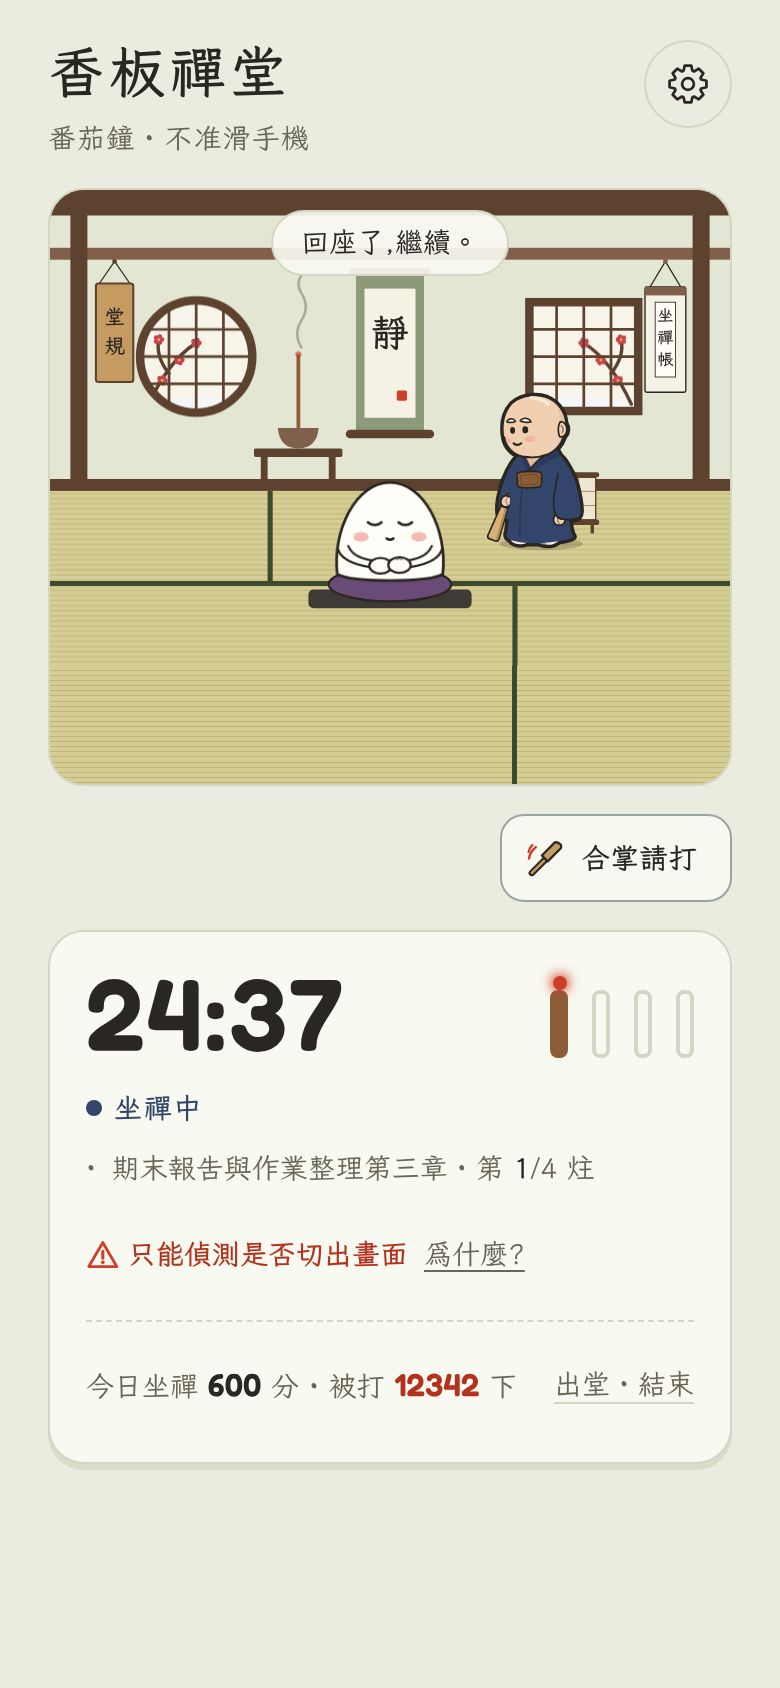 香板禪堂
番茄鐘・不准滑手機
回座了,繼續。
堂規
靜
坐禪帳
合掌請打
24:37
坐禪中
・ 期末報告與作業整理第三章・第 1/4 炷
只能偵測是否切出畫面 為什麼?
今日坐禪 600 分・被打 12342 下 出堂・結束